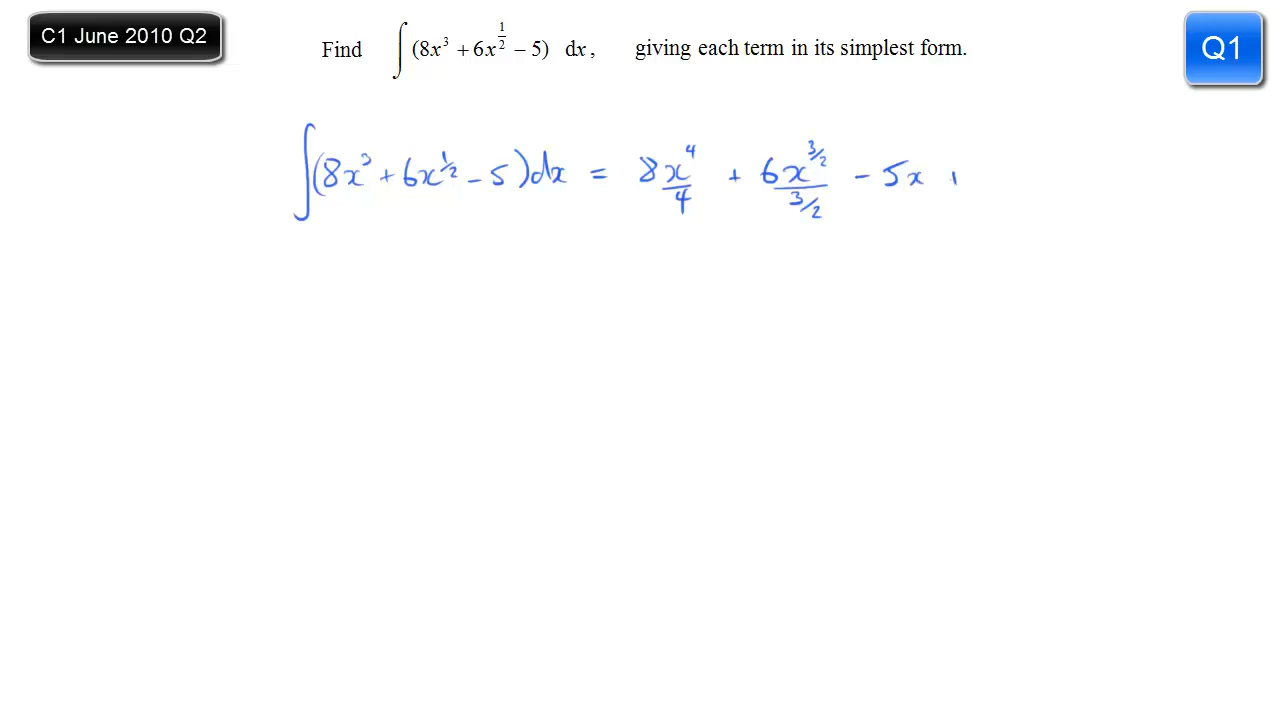 C1 June 2010 Q2
Find ∫(8x³ + 6x^{1/2} − 5) dx, giving each term in its simplest form.
Q1
∫(8x³ + 6x^{1/2} − 5)dx = 8x⁴/4 + 6x^{3/2}/(3/2) − 5x